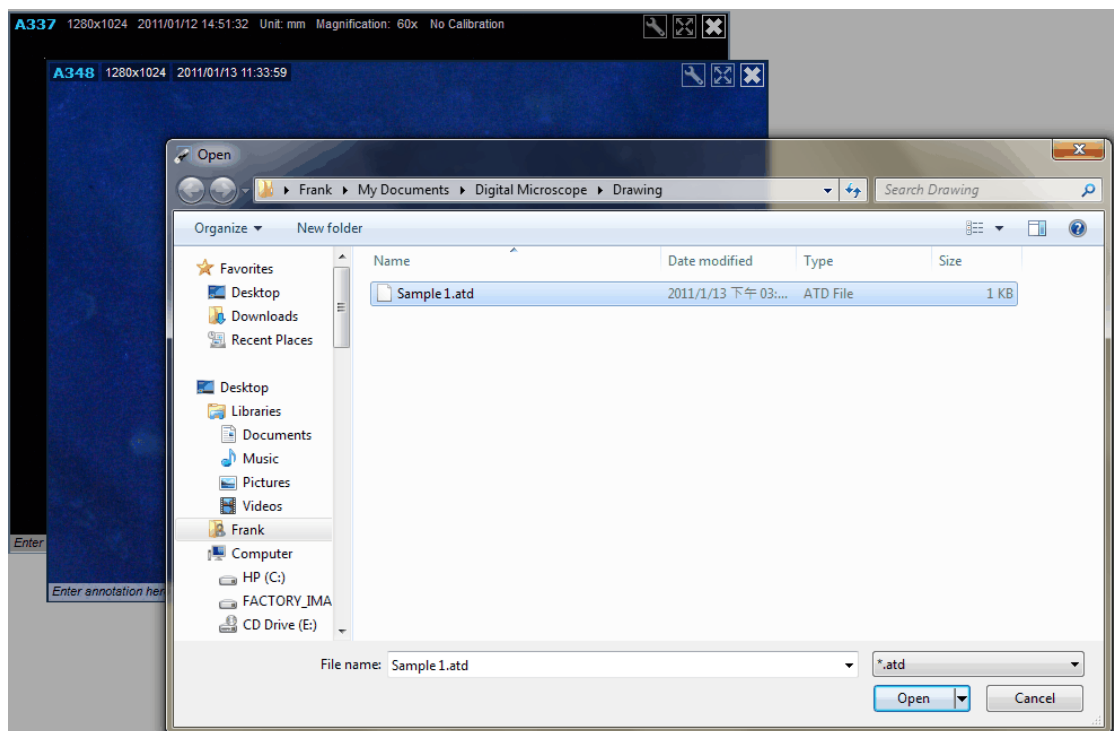 A337 1280x1024 2011/01/12 14:51:32 Unit: mm Magnification: 60x No Calibration
A348 1280x1024 2011/01/13 11:33:59
Open
Frank ▸ My Documents ▸ Digital Microscope ▸ Drawing
Search Drawing
Organize New folder
Name Date modified Type Size
Sample 1.atd 2011/1/13 下午 03:... ATD File 1 KB
Favorites
Desktop
Downloads
Recent Places
Desktop
Libraries
Documents
Music
Pictures
Videos
Frank
Computer
HP (C:)
FACTORY_IMA
CD Drive (E:)
Enter
Enter annotation her
File name: Sample 1.atd *.atd
Open Cancel